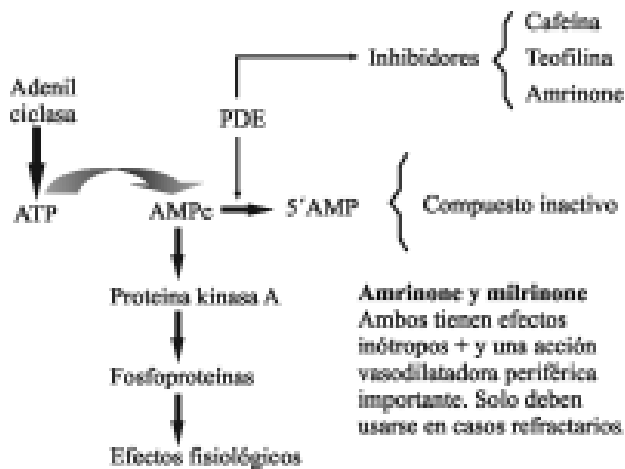 Cafeína
Inhibidores
Teofilina
Amrinone
Adenil
ciclasa
PDE
ATP
AMPc
5´AMP
Compuesto inactivo
Proteína kinasa A
Fosfoproteínas
Efectos fisiológicos
Amrinone y milrinone
Ambos tienen efectos
inótropos + y una acción
vasodilatadora periférica
importante. Solo deben
usarse en casos refractarios.